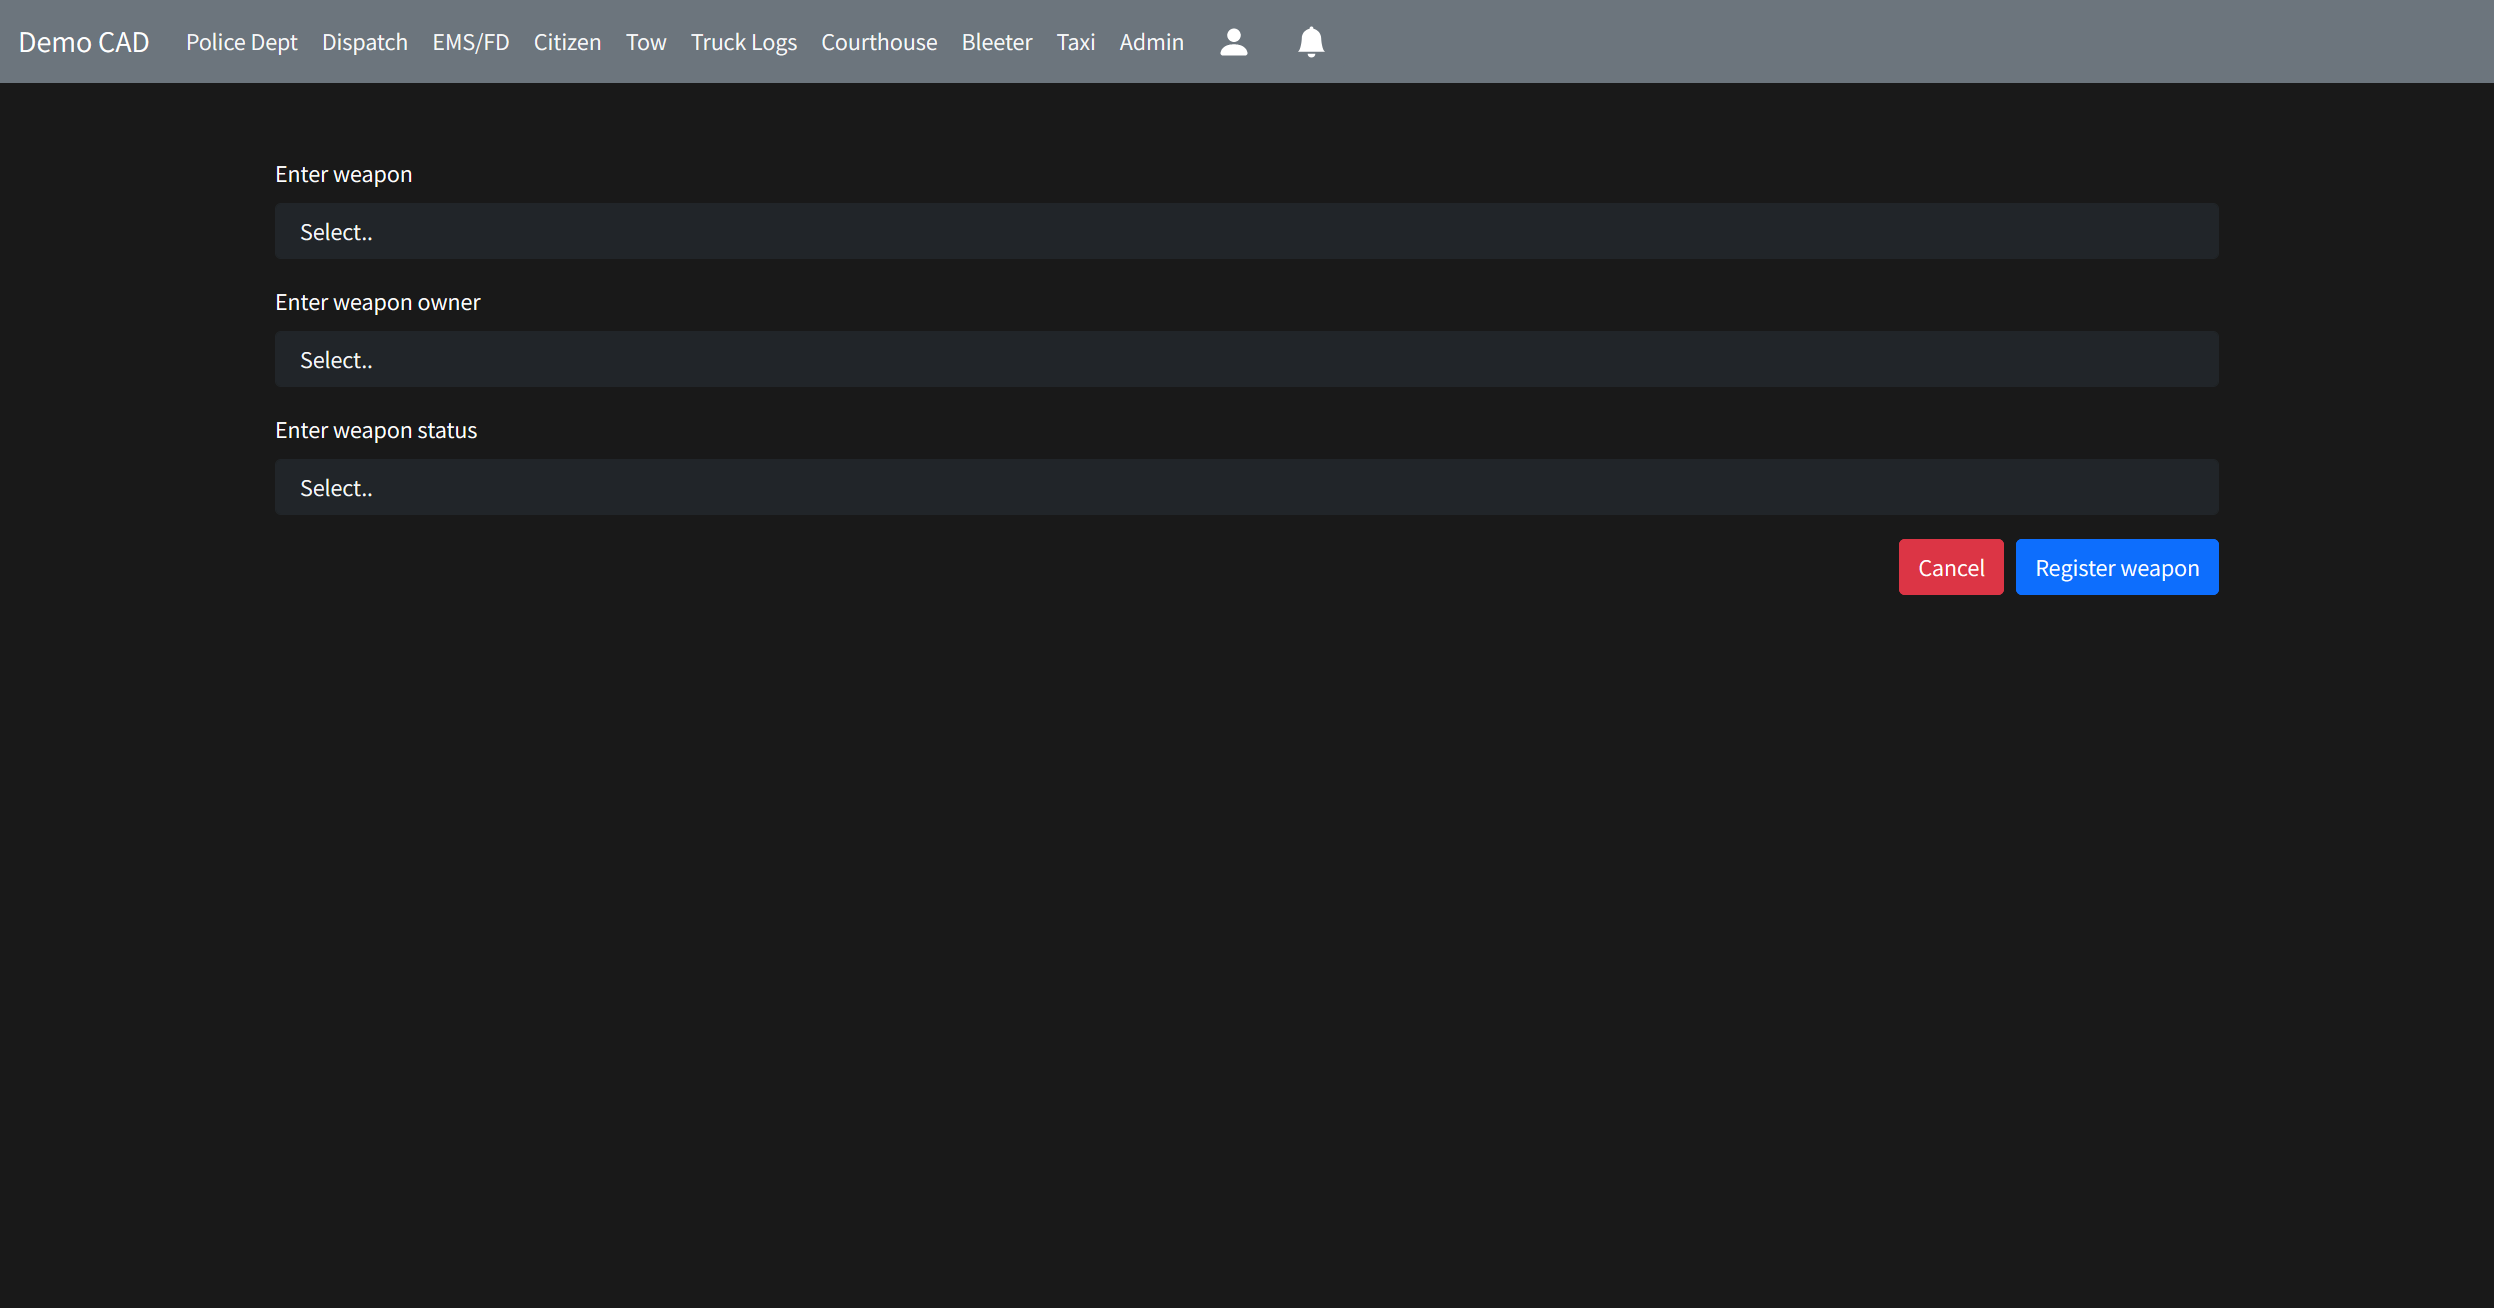 Demo CAD Police Dept Dispatch EMS/FD Citizen Tow Truck Logs Courthouse Bleeter Taxi Admin
Enter weapon
Select..
Enter weapon owner
Select..
Enter weapon status
Select..
Cancel Register weapon